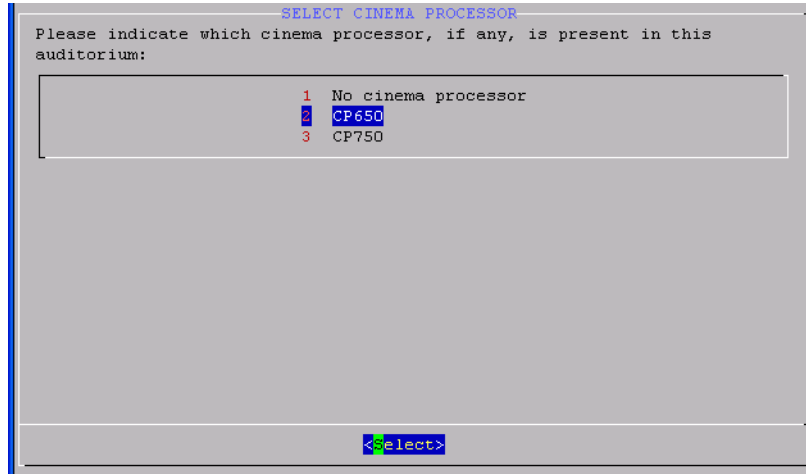 SELECT CINEMA PROCESSOR
Please indicate which cinema processor, if any, is present in this
auditorium:
1 No cinema processor
2 CP650
3 CP750
<Select>